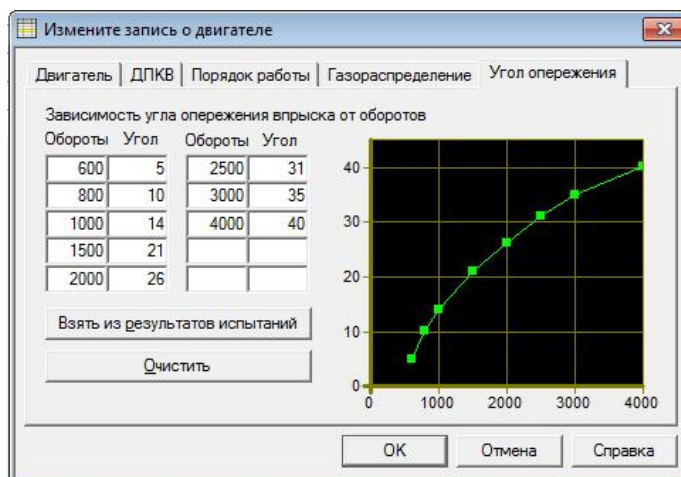 Измените запись о двигателе
Двигатель ДПКВ Порядок работы Газораспределение Угол опережения
Зависимость угла опережения впрыска от оборотов
Обороты Угол Обороты Угол
600 5 2500 31
800 10 3000 35
1000 14 4000 40
1500 21
2000 26
Взять из результатов испытаний
Очистить
40
30
20
10
0
0 1000 2000 3000 4000
OK Отмена Справка